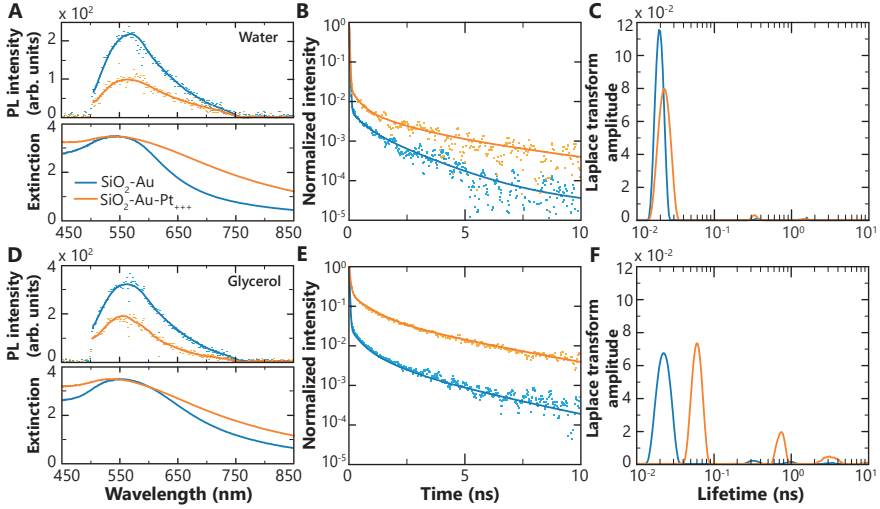 A
B
C
×10²
Water
PL intensity
(arb. units)
2
1
0
Extinction
4
2
0
SiO₂-Au
SiO₂-Au-Pt₊₊₊
450 550 650 750 850
Normalized intensity
10⁰
10⁻¹
10⁻²
10⁻³
10⁻⁴
10⁻⁵
0 5 10
Laplace transform
amplitude
×10⁻²
12
10
8
6
4
2
0
10⁻² 10⁻¹ 10⁰ 10¹
D
E
F
×10²
Glycerol
PL intensity
(arb. units)
4
2
0
Extinction
4
2
0
450 550 650 750 850
Wavelength (nm)
Normalized intensity
10⁰
10⁻¹
10⁻²
10⁻³
10⁻⁴
10⁻⁵
0 5 10
Time (ns)
Laplace transform
amplitude
×10⁻²
12
10
8
6
4
2
0
10⁻² 10⁻¹ 10⁰ 10¹
Lifetime (ns)